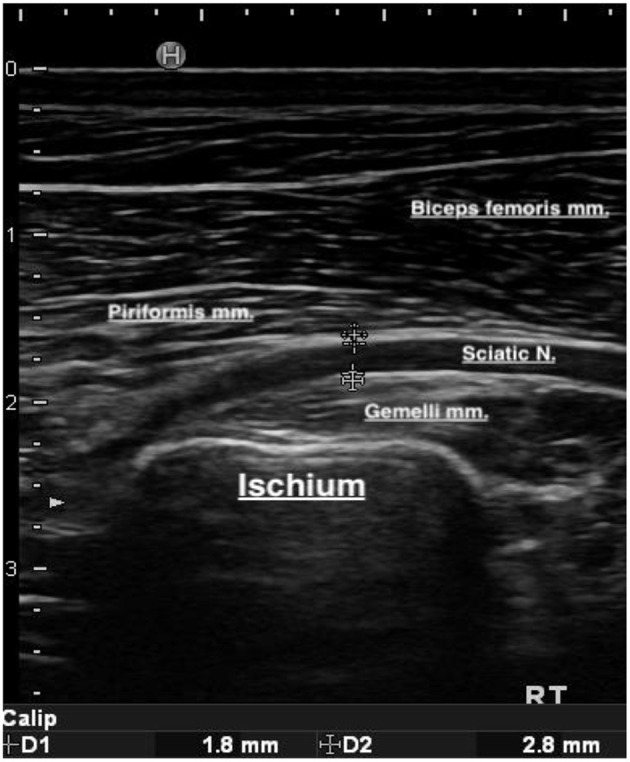 H
0
Biceps femoris mm.
1
Piriformis mm.
Sciatic N.
2
Gemelli mm.
Ischium
3
RT
Calip
D1 1.8 mm D2 2.8 mm